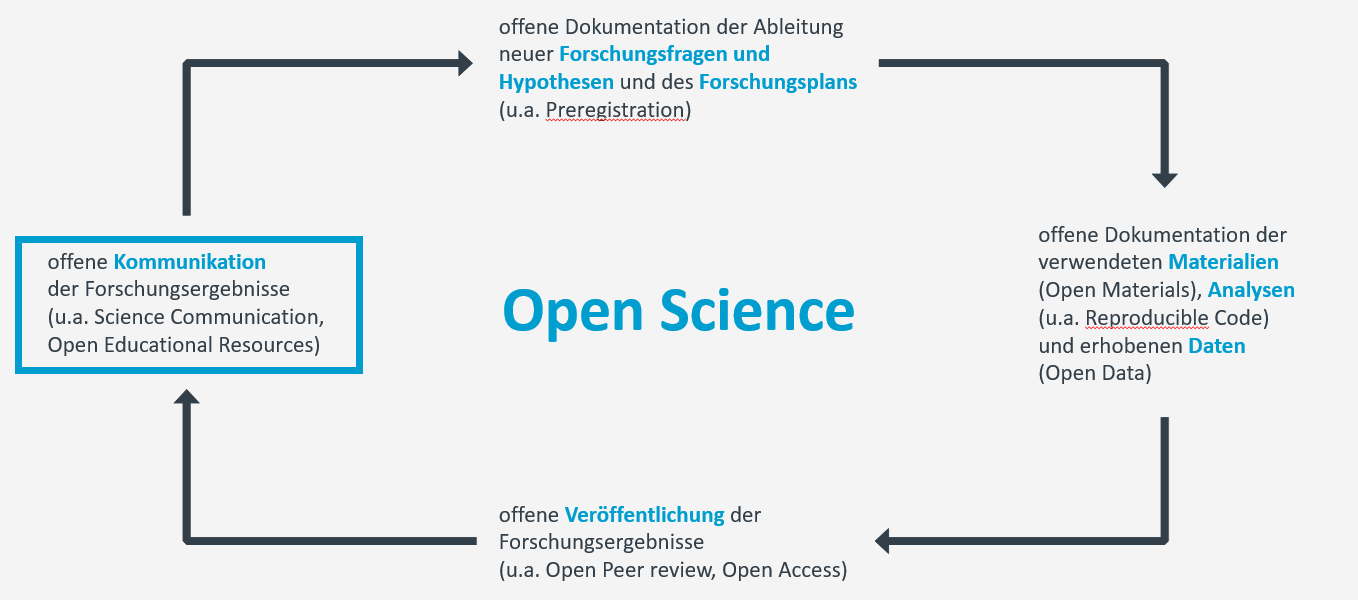 offene Dokumentation der Ableitung
neuer Forschungsfragen und
Hypothesen und des Forschungsplans
(u.a. Preregistration)
offene Dokumentation der
verwendeten Materialien
(Open Materials), Analysen
(u.a. Reproducible Code)
und erhobenen Daten
(Open Data)
offene Kommunikation
der Forschungsergebnisse
(u.a. Science Communication,
Open Educational Resources)
Open Science
offene Veröffentlichung der
Forschungsergebnisse
(u.a. Open Peer review, Open Access)